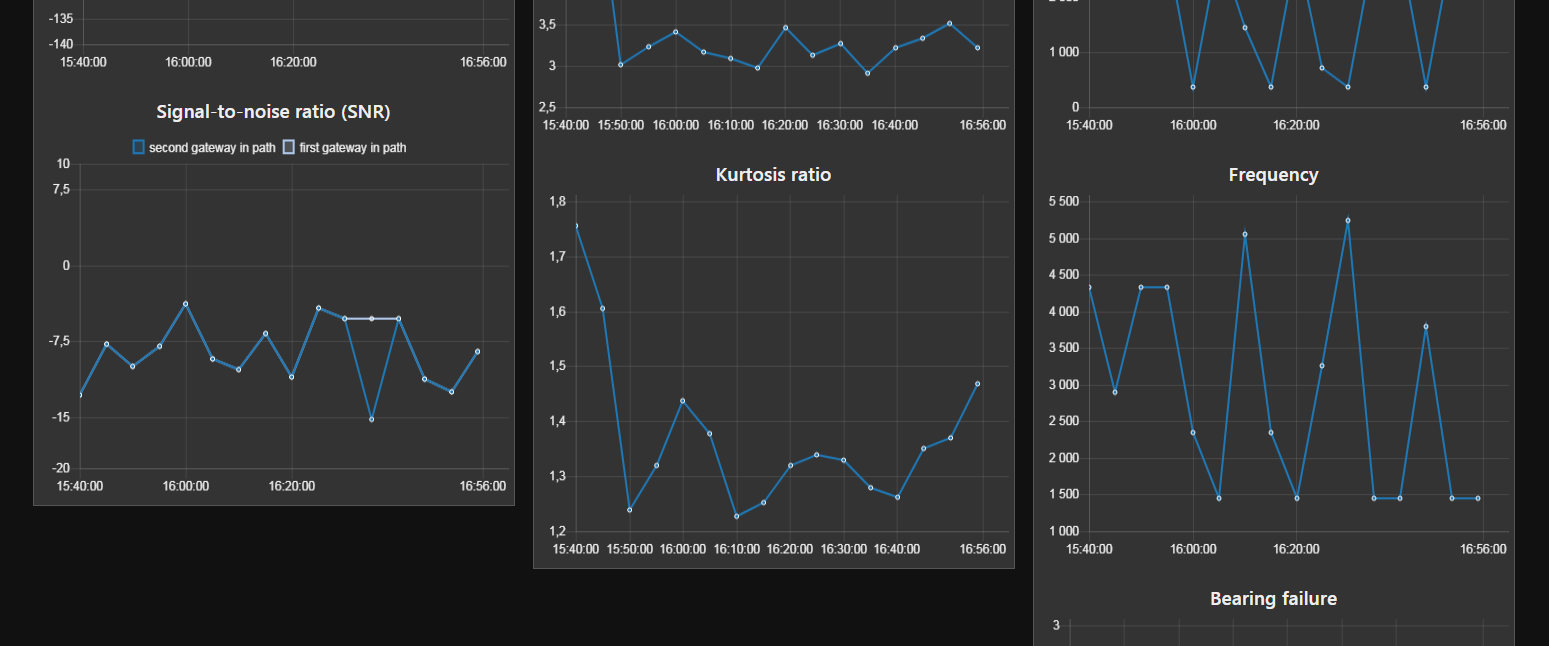 -135
-140
15:40:00 16:00:00 16:20:00 16:56:00
Signal-to-noise ratio (SNR)
second gateway in path first gateway in path
10
7,5
0
-7,5
-15
-20
15:40:00 16:00:00 16:20:00 16:56:00
3,5
3
2,5
15:40:00 15:50:00 16:00:00 16:10:00 16:20:00 16:30:00 16:40:00 16:56:00
Kurtosis ratio
1,8
1,7
1,6
1,5
1,4
1,3
1,2
15:40:00 15:50:00 16:00:00 16:10:00 16:20:00 16:30:00 16:40:00 16:56:00
1 000
0
15:40:00 16:00:00 16:20:00 16:56:00
Frequency
5 500
5 000
4 500
4 000
3 500
3 000
2 500
2 000
1 500
1 000
15:40:00 16:00:00 16:20:00 16:56:00
Bearing failure
3